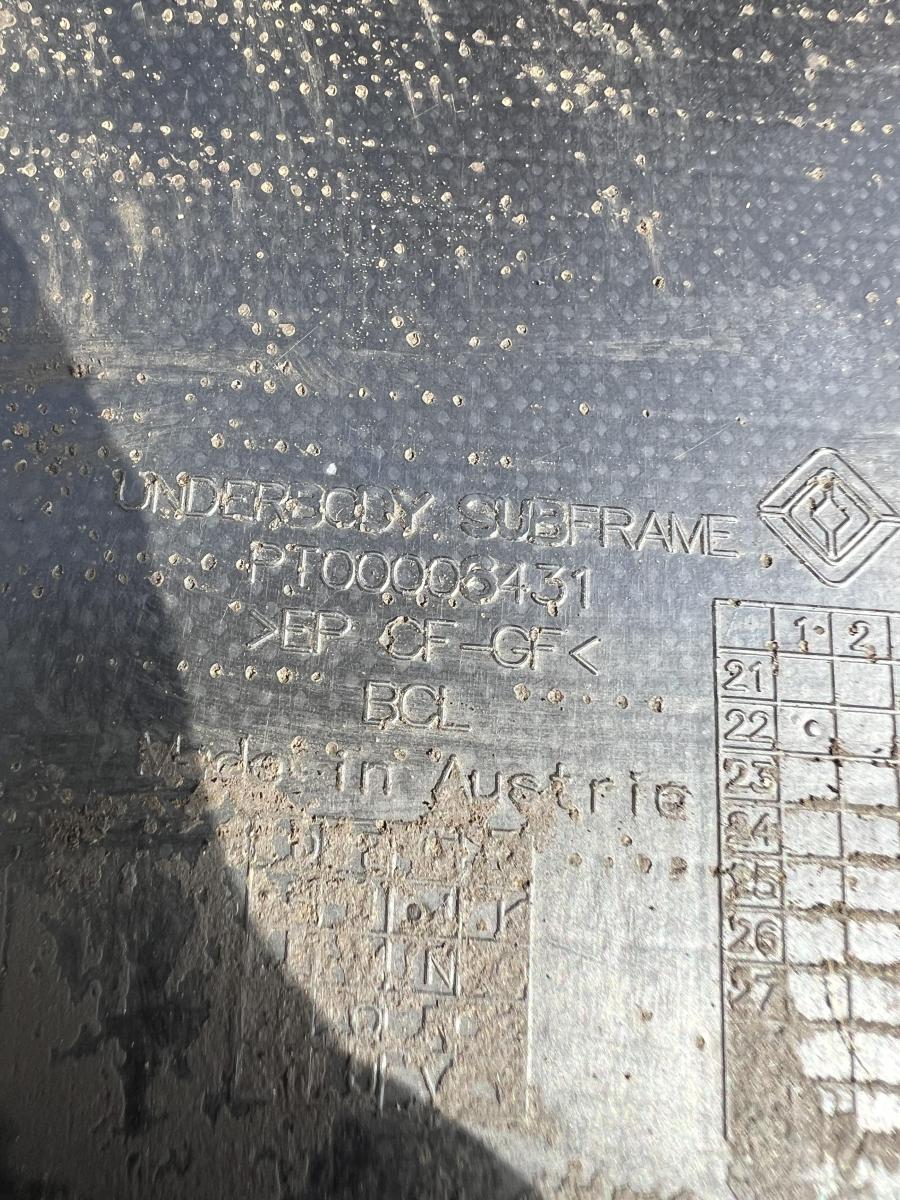 UNDERBODY SUBFRAME
PT00006431
>EP CF-GF<
BCL
Made in Austria
1 2
21
22
23
24
25
26
27
N